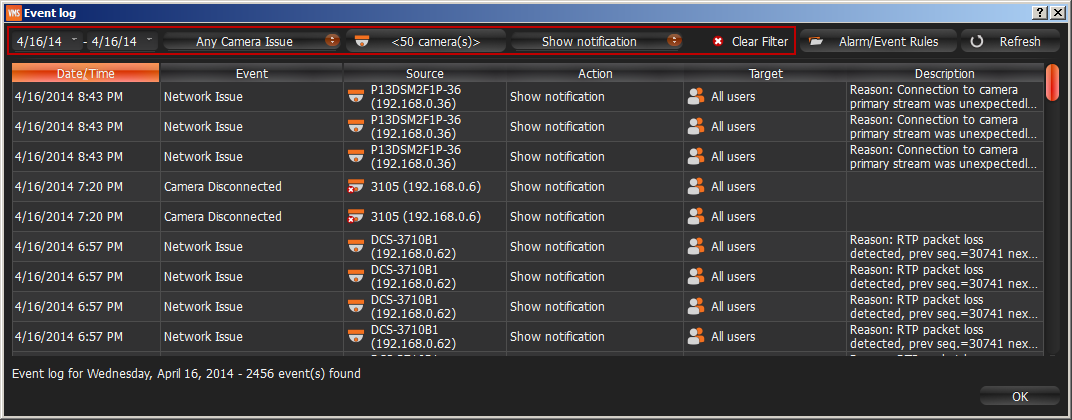 VMS Event log
4/16/14 - 4/16/14 Any Camera Issue <50 camera(s)> Show notification Clear Filter Alarm/Event Rules Refresh
Date/Time Event Source Action Target Description
4/16/2014 8:43 PM Network Issue P13DSM2F1P-36 (192.168.0.36) Show notification All users Reason: Connection to camera primary stream was unexpectedl...
4/16/2014 8:43 PM Network Issue P13DSM2F1P-36 (192.168.0.36) Show notification All users Reason: Connection to camera primary stream was unexpectedl...
4/16/2014 8:43 PM Network Issue P13DSM2F1P-36 (192.168.0.36) Show notification All users Reason: Connection to camera primary stream was unexpectedl...
4/16/2014 7:20 PM Camera Disconnected 3105 (192.168.0.6) Show notification All users
4/16/2014 7:20 PM Camera Disconnected 3105 (192.168.0.6) Show notification All users
4/16/2014 6:57 PM Network Issue DCS-3710B1 (192.168.0.62) Show notification All users Reason: RTP packet loss detected, prev seq.=30741 nex...
4/16/2014 6:57 PM Network Issue DCS-3710B1 (192.168.0.62) Show notification All users Reason: RTP packet loss detected, prev seq.=30741 nex...
4/16/2014 6:57 PM Network Issue DCS-3710B1 (192.168.0.62) Show notification All users Reason: RTP packet loss detected, prev seq.=30741 nex...
4/16/2014 6:57 PM Network Issue DCS-3710B1 (192.168.0.62) Show notification All users Reason: RTP packet loss detected, prev seq.=30741 nex...
Event log for Wednesday, April 16, 2014 - 2456 event(s) found
OK